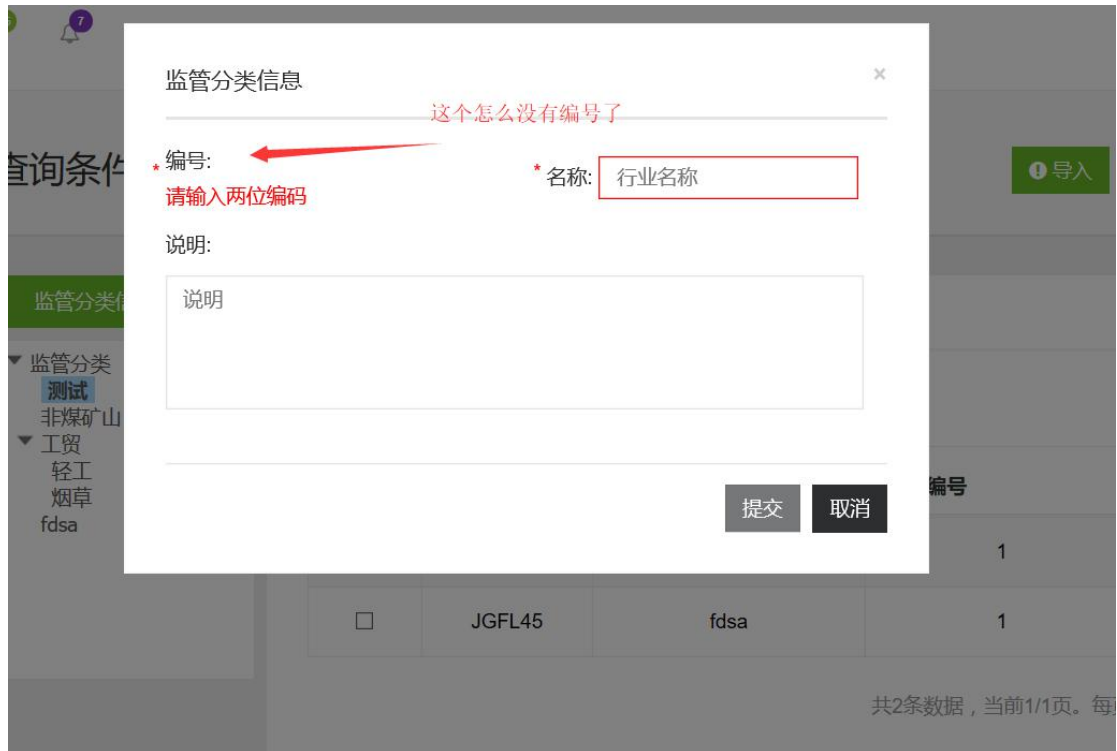 7
监管分类信息
×
这个怎么没有编号了
查询条件
* 编号:
* 名称: 行业名称
导入
请输入两位编码
说明:
监管分类信
说明
监管分类
测试
非煤矿山
工贸
轻工
烟草
fdsa
提交 取消
编号
1
JGFL45 fdsa 1
共2条数据，当前1/1页。每